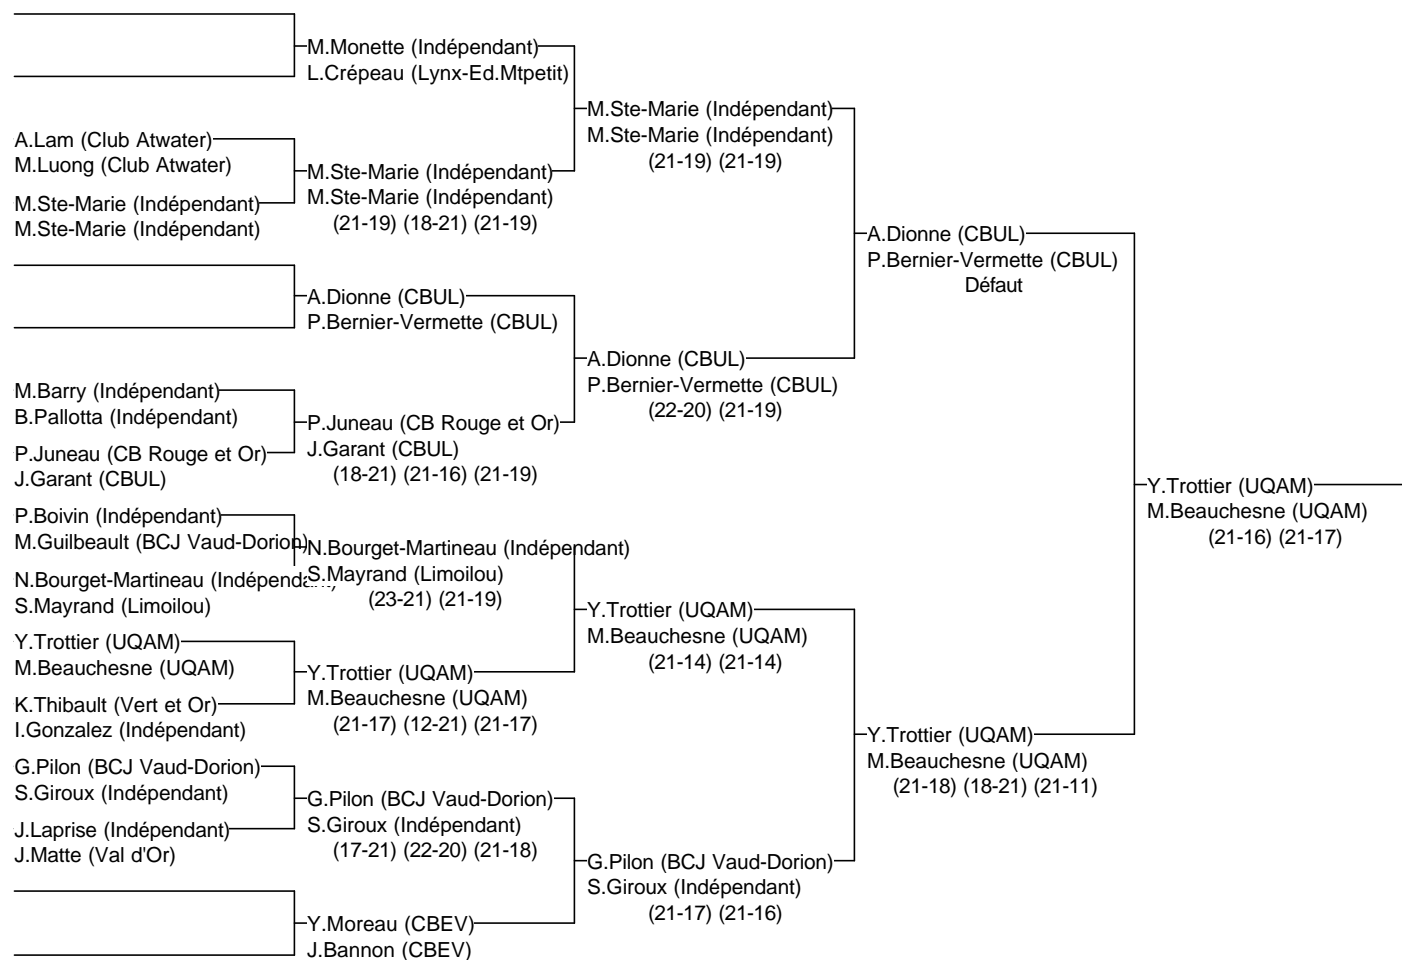 M.Monette (Indépendant)
L.Crépeau (Lynx-Ed.Mtpetit)
M.Ste-Marie (Indépendant)
M.Ste-Marie (Indépendant)
(21-19) (21-19)
A.Lam (Club Atwater)
M.Luong (Club Atwater)
M.Ste-Marie (Indépendant)
M.Ste-Marie (Indépendant)
(21-19) (18-21) (21-19)
M.Ste-Marie (Indépendant)
M.Ste-Marie (Indépendant)
A.Dionne (CBUL)
P.Bernier-Vermette (CBUL)
Défaut
A.Dionne (CBUL)
P.Bernier-Vermette (CBUL)
A.Dionne (CBUL)
P.Bernier-Vermette (CBUL)
(22-20) (21-19)
M.Barry (Indépendant)
B.Pallotta (Indépendant)
P.Juneau (CB Rouge et Or)
J.Garant (CBUL)
(18-21) (21-16) (21-19)
P.Juneau (CB Rouge et Or)
J.Garant (CBUL)
Y.Trottier (UQAM)
M.Beauchesne (UQAM)
(21-16) (21-17)
P.Boivin (Indépendant)
M.Guilbeault (BCJ Vaud-Dorion)
N.Bourget-Martineau (Indépendant)
S.Mayrand (Limoilou)
(23-21) (21-19)
N.Bourget-Martineau (Indépendant)
S.Mayrand (Limoilou)
Y.Trottier (UQAM)
M.Beauchesne (UQAM)
(21-14) (21-14)
Y.Trottier (UQAM)
M.Beauchesne (UQAM)
Y.Trottier (UQAM)
M.Beauchesne (UQAM)
(21-17) (12-21) (21-17)
K.Thibault (Vert et Or)
I.Gonzalez (Indépendant)
Y.Trottier (UQAM)
M.Beauchesne (UQAM)
(21-18) (18-21) (21-11)
G.Pilon (BCJ Vaud-Dorion)
S.Giroux (Indépendant)
G.Pilon (BCJ Vaud-Dorion)
S.Giroux (Indépendant)
(17-21) (22-20) (21-18)
J.Laprise (Indépendant)
J.Matte (Val d'Or)
G.Pilon (BCJ Vaud-Dorion)
S.Giroux (Indépendant)
(21-17) (21-16)
Y.Moreau (CBEV)
J.Bannon (CBEV)